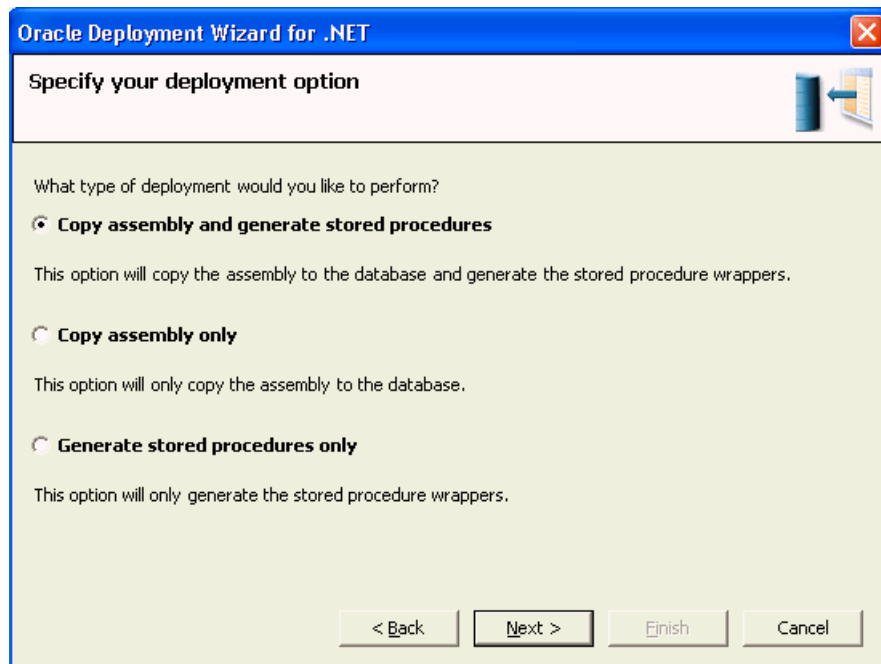 Oracle Deployment Wizard for .NET
Specify your deployment option
What type of deployment would you like to perform?
Copy assembly and generate stored procedures
This option will copy the assembly to the database and generate the stored procedure wrappers.
Copy assembly only
This option will only copy the assembly to the database.
Generate stored procedures only
This option will only generate the stored procedure wrappers.
< Back
Next >
Finish
Cancel